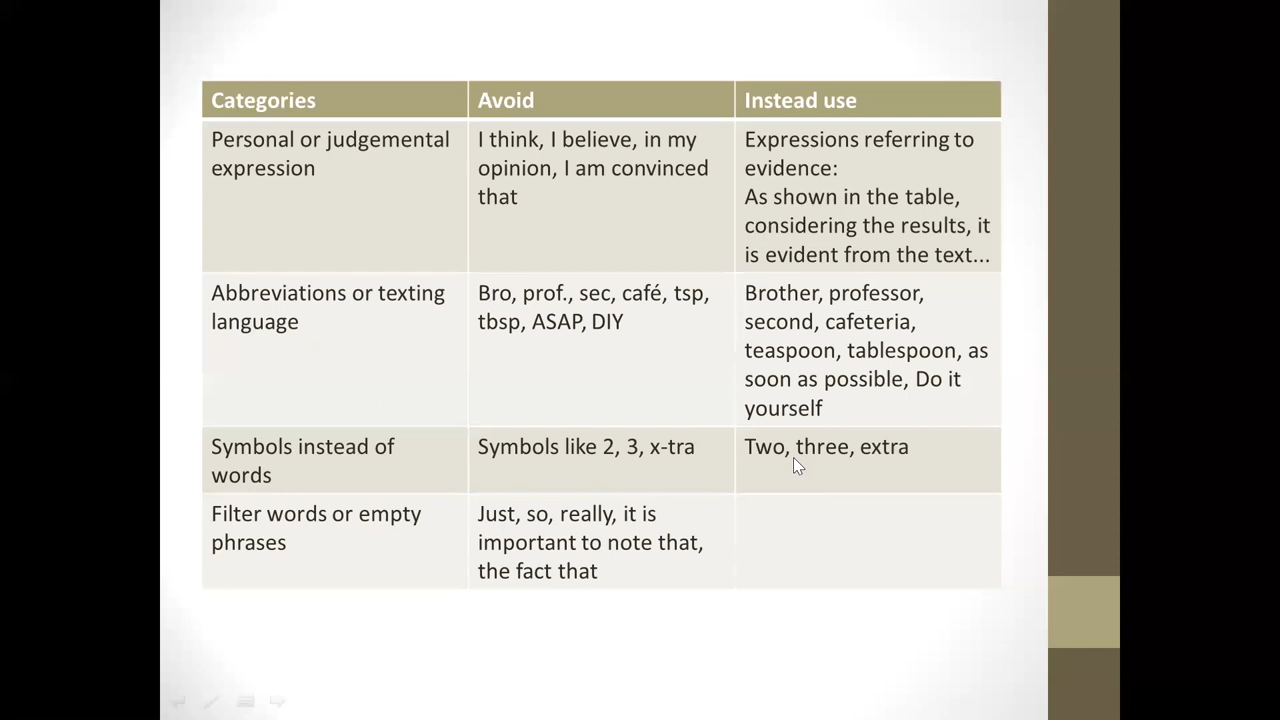 Categories
Avoid
Instead use
Personal or judgemental
expression
I think, I believe, in my
opinion, I am convinced
that
Expressions referring to
evidence:
As shown in the table,
considering the results, it
is evident from the text...
Abbreviations or texting
language
Bro, prof., sec, café, tsp,
tbsp, ASAP, DIY
Brother, professor,
second, cafeteria,
teaspoon, tablespoon, as
soon as possible, Do it
yourself
Symbols instead of
words
Symbols like 2, 3, x-tra
Two, three, extra
Filter words or empty
phrases
Just, so, really, it is
important to note that,
the fact that